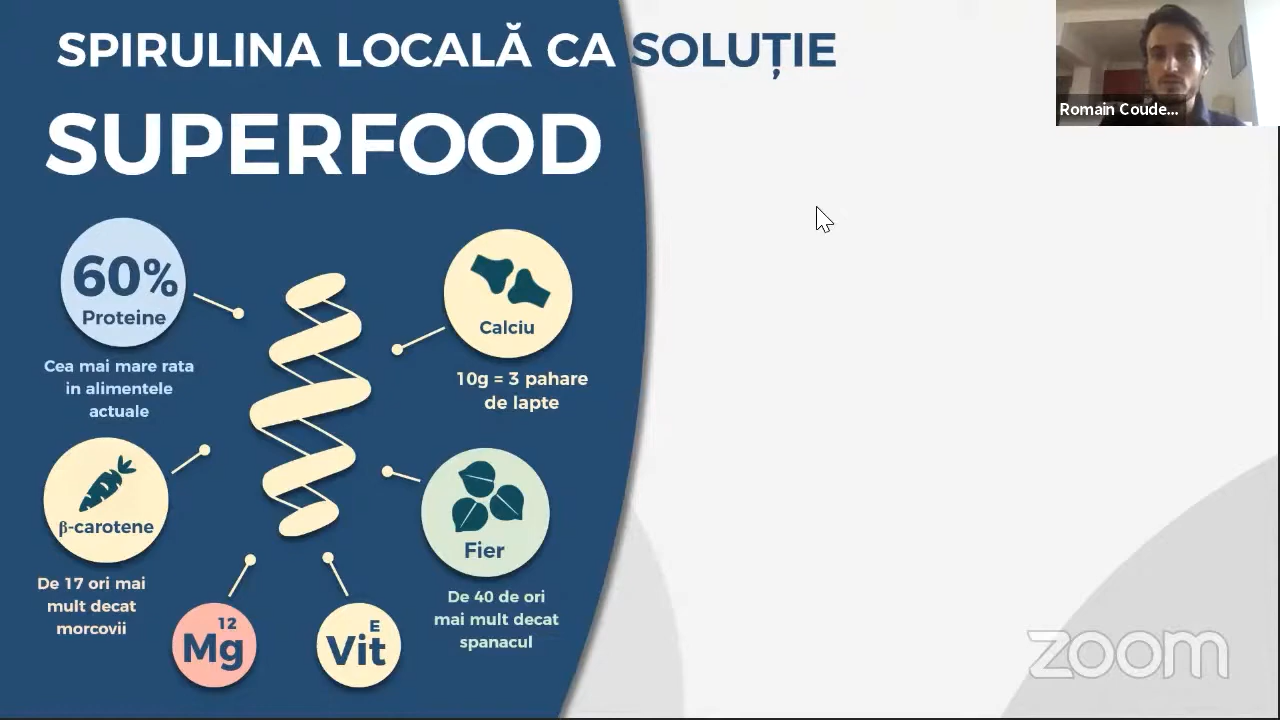 SPIRULINA LOCALĂ CA SOLUȚIE
SUPERFOOD
Romain Coude...
60%
Proteine
Cea mai mare rata
in alimentele
actuale
Calciu
10g = 3 pahare
de lapte
β-carotene
De 17 ori mai
mult decat
morcovii
Fier
De 40 de ori
mai mult decat
spanacul
12
Mg
E
Vit
zoom